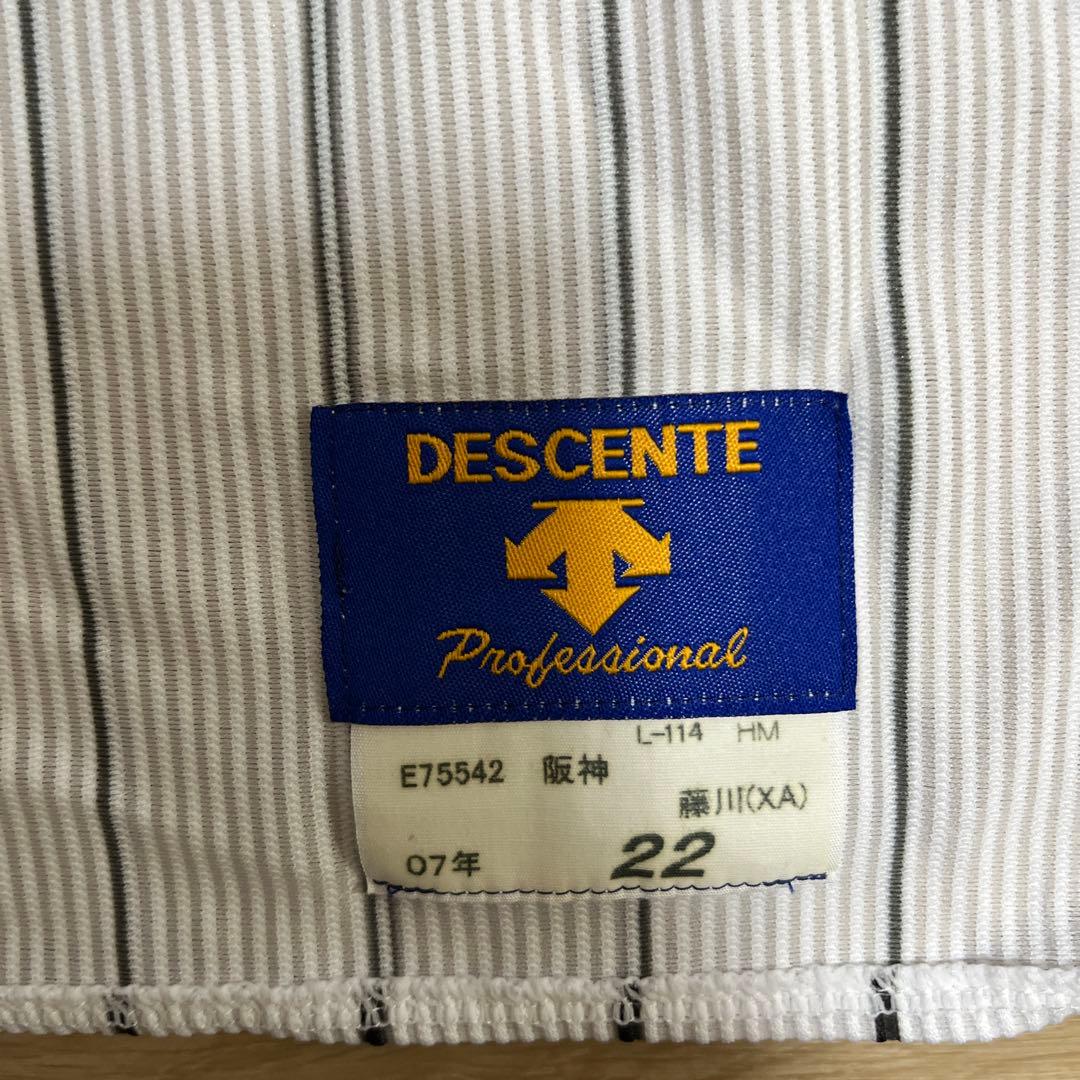 DESCENTE
Professional
L-114 HM
E75542 阪神
藤川(XA)
07年 22